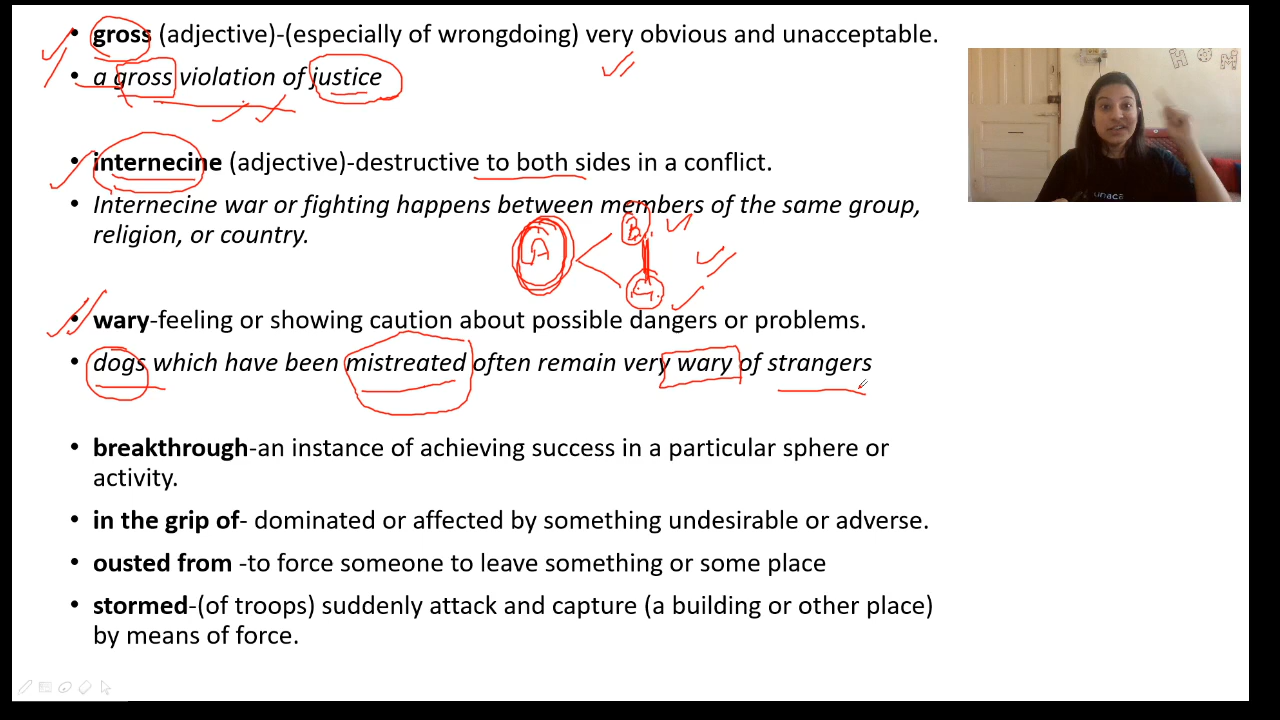 • gross (adjective)-(especially of wrongdoing) very obvious and unacceptable.
• a gross violation of justice
• internecine (adjective)-destructive to both sides in a conflict.
• Internecine war or fighting happens between members of the same group,
religion, or country.
A
B
• wary-feeling or showing caution about possible dangers or problems.
• dogs which have been mistreated often remain very wary of strangers
• breakthrough-an instance of achieving success in a particular sphere or
activity.
• in the grip of- dominated or affected by something undesirable or adverse.
• ousted from -to force someone to leave something or some place
• stormed-(of troops) suddenly attack and capture (a building or other place)
by means of force.
H O M
unaca